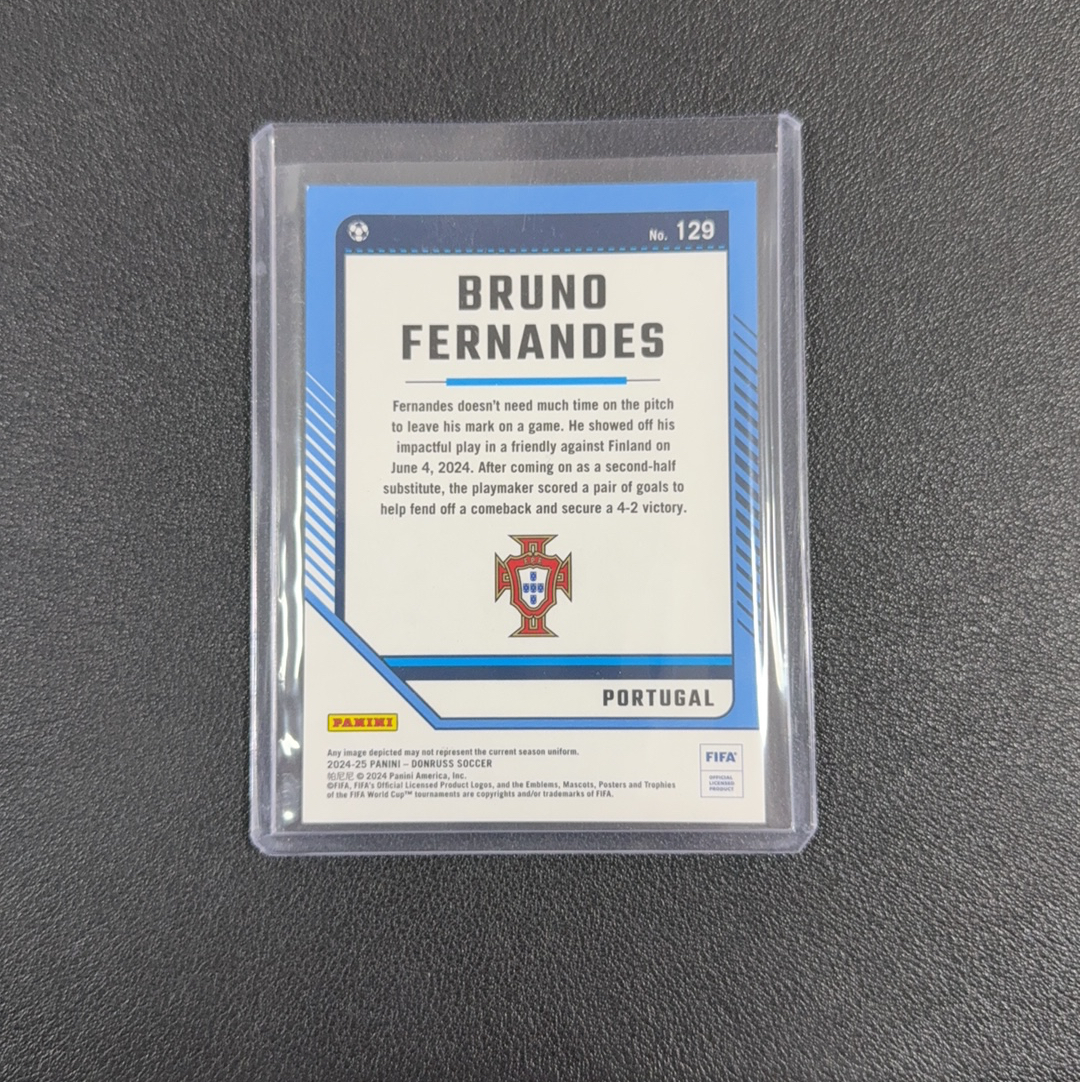 No. 129
BRUNO
FERNANDES
Fernandes doesn't need much time on the pitch
to leave his mark on a game. He showed off his
impactful play in a friendly against Finland on
June 4, 2024. After coming on as a second-half
substitute, the playmaker scored a pair of goals to
help fend off a comeback and secure a 4-2 victory.
PORTUGAL
PANINI
Any image depicted may not represent the current season uniform.
2024-25 PANINI – DONRUSS SOCCER
帕尼尼 © 2024 Panini America, Inc.
©FIFA, FIFA's Official Licensed Product Logos, and the Emblems, Mascots, Posters and Trophies
of the FIFA World Cup™ tournaments are copyrights and/or trademarks of FIFA.
FIFA®
OFFICIAL
LICENSED
PRODUCT